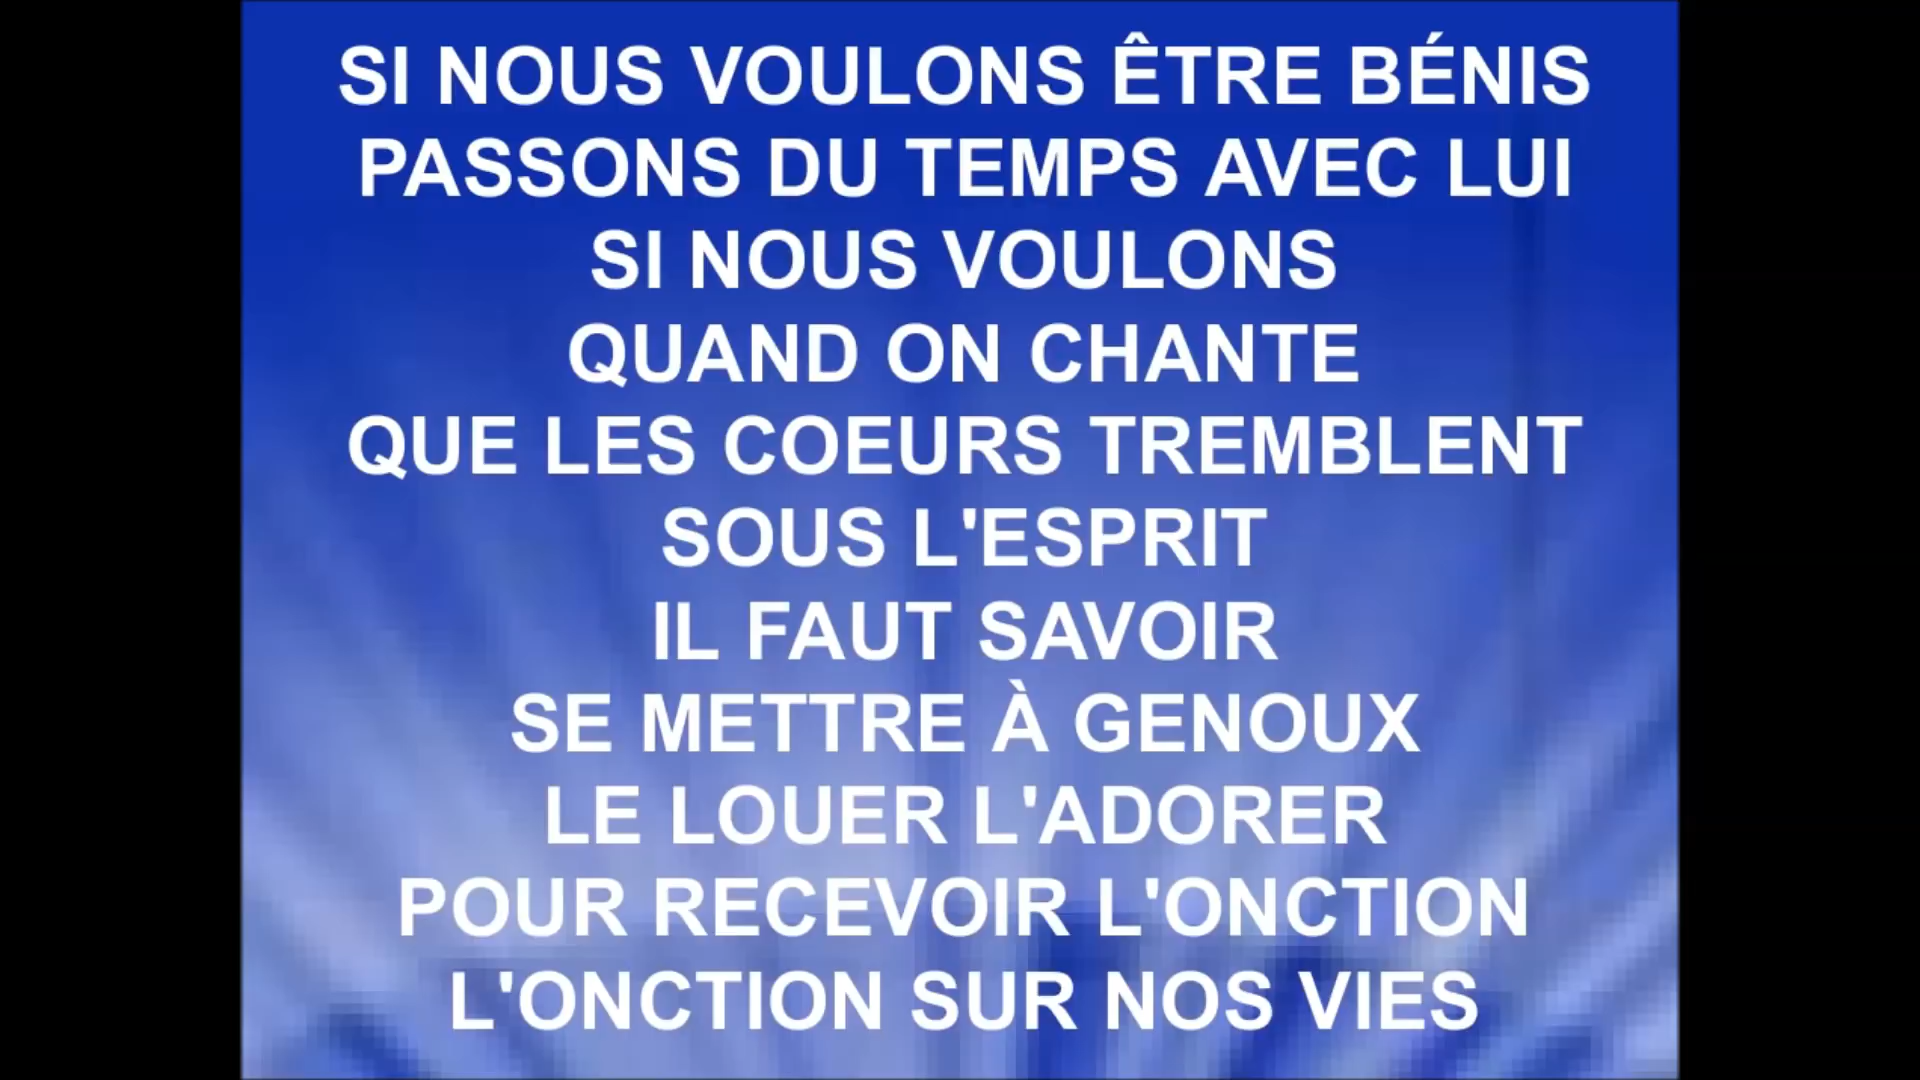 SI NOUS VOULONS ÊTRE BÉNIS
PASSONS DU TEMPS AVEC LUI
SI NOUS VOULONS
QUAND ON CHANTE
QUE LES COEURS TREMBLENT
SOUS L'ESPRIT
IL FAUT SAVOIR
SE METTRE À GENOUX
LE LOUER L'ADORER
POUR RECEVOIR L'ONCTION
L'ONCTION SUR NOS VIES